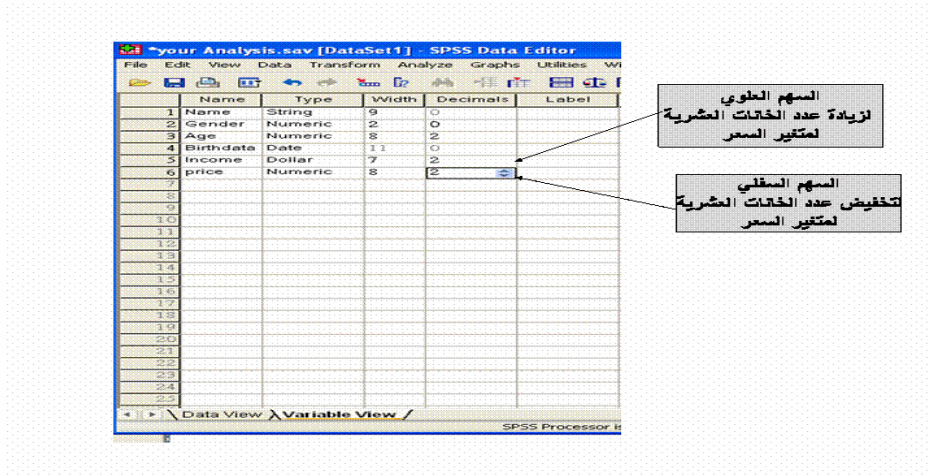 *your Analysis.sav [DataSet1] - SPSS Data Editor
File Edit View Data Transform Analyze Graphs Utilities Wi
Name Type Width Decimals Label
1 Name String 9 0
2 Gender Numeric 2 0
3 Age Numeric 8 2
4 Birthdata Date 11 0
5 Income Dollar 7 2
6 price Numeric 8 2
7
8
9
10
11
12
13
14
15
16
17
18
19
20
21
22
23
24
25
Data View Variable View
SPSS Processor is
السهم العلوي
لزيادة عدد الخانات العشرية
لمتغير السعر
السهم السفلي
لتخفيض عدد الخانات العشرية
لمتغير السعر